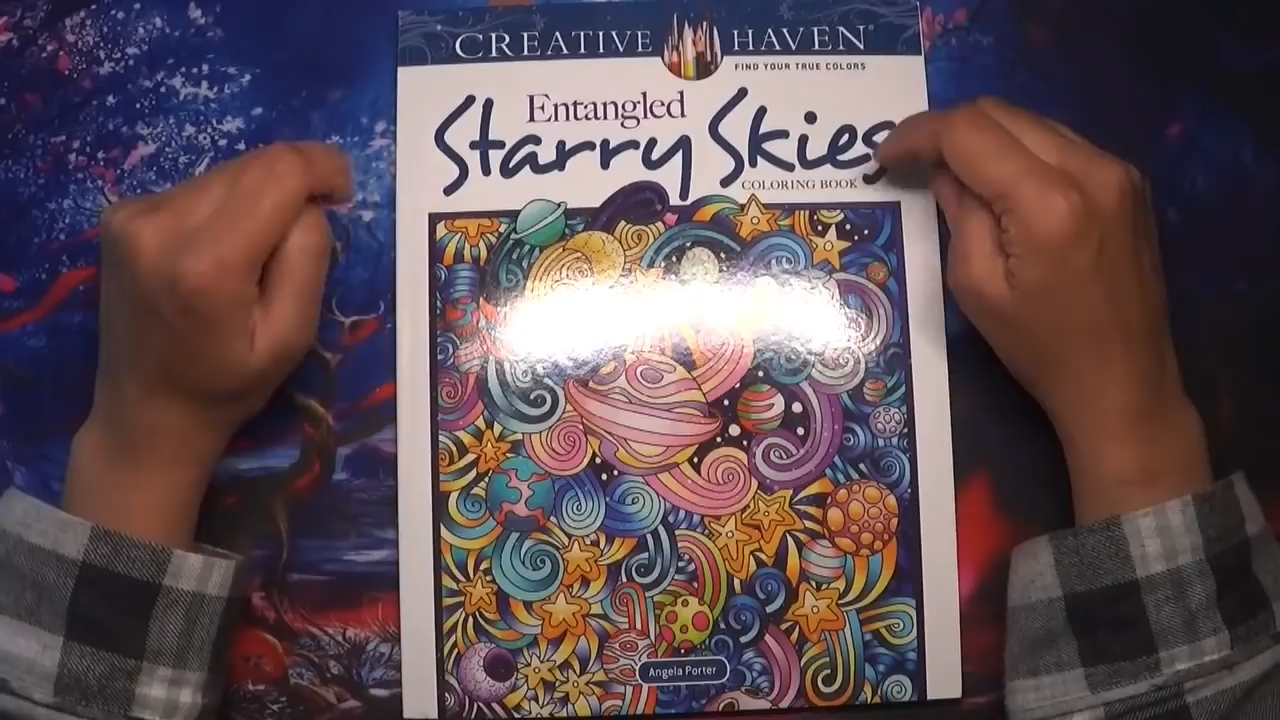 CREATIVE HAVEN®
FIND YOUR TRUE COLORS
Entangled
Starry Skies
COLORING BOOK
Angela Porter